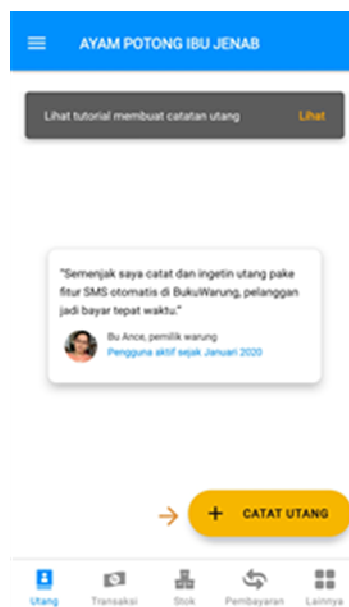 AYAM POTONG IBU JENAB
Lihat tutorial membuat catatan utang Lihat
"Semenjak saya catat dan ingetin utang pake
fitur SMS otomatis di BukuWarung, pelanggan
jadi bayar tepat waktu."
Bu Ance, pemilik warung
Pengguna aktif sejak Januari 2020
+ CATAT UTANG
Utang Transaksi Stok Pembayaran Lainnya